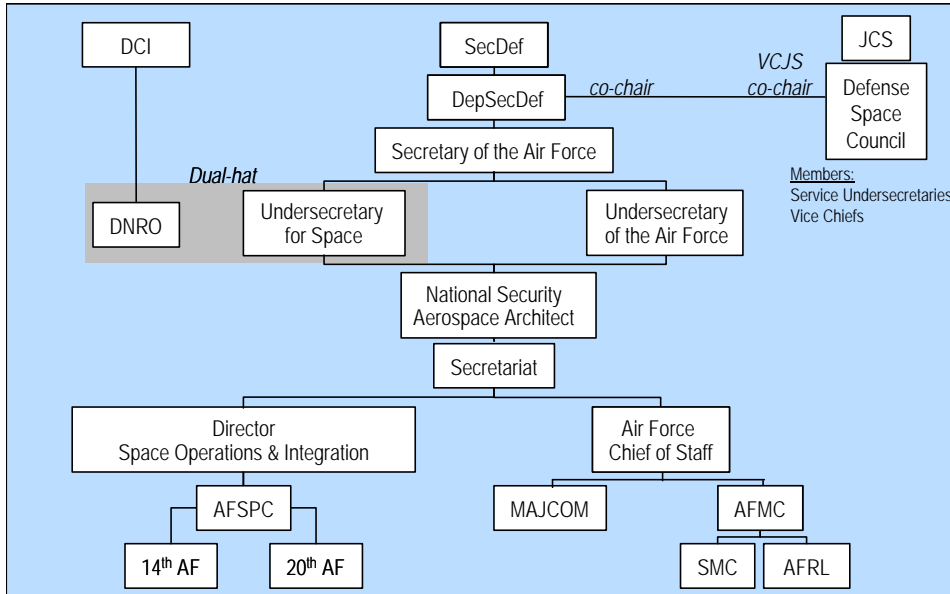 DCI
SecDef
JCS
VCJS
co-chair
co-chair
DepSecDef
Defense
Space
Council
Secretary of the Air Force
Members:
Service Undersecretaries
Vice Chiefs
Dual-hat
DNRO
Undersecretary
for Space
Undersecretary
of the Air Force
National Security
Aerospace Architect
Secretariat
Director
Space Operations & Integration
Air Force
Chief of Staff
AFSPC
MAJCOM
AFMC
14th AF
20th AF
SMC
AFRL